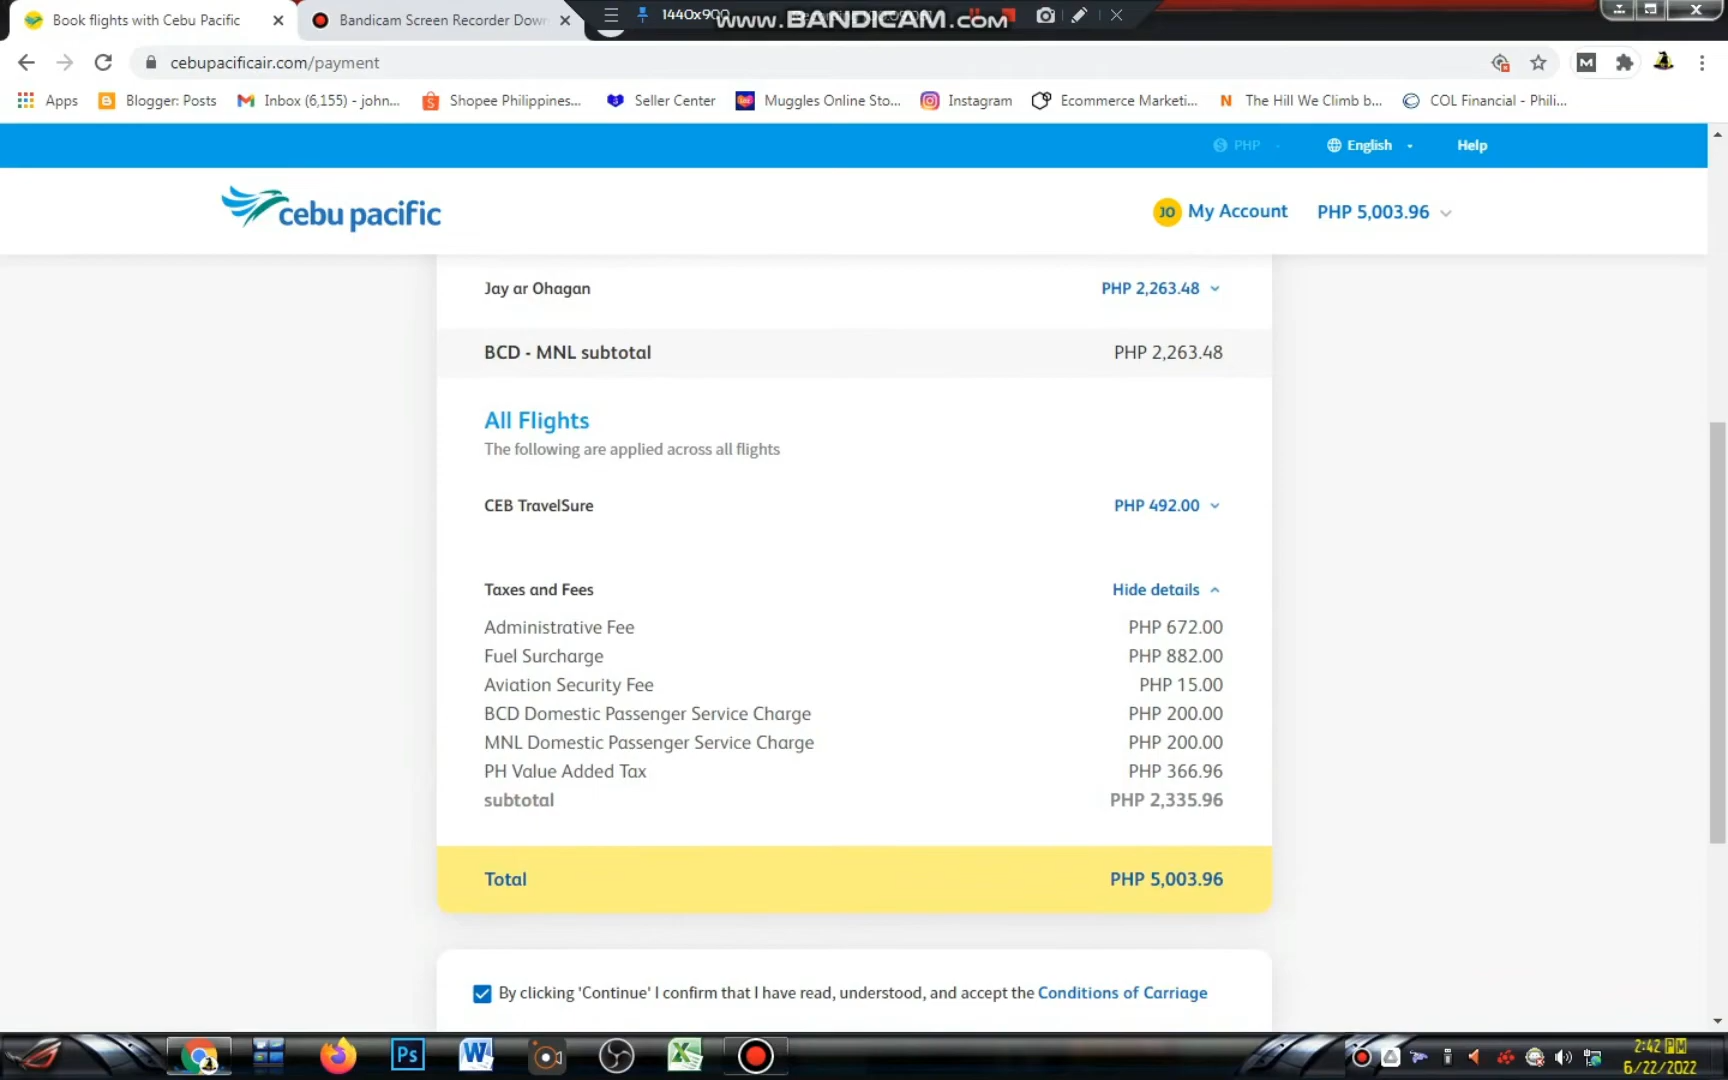 Book flights with Cebu Pacific
Bandicam Screen Recorder Dow
1440x900
www.BANDICAM.com
cebupacificair.com/payment
Apps
Blogger: Posts
Inbox (6,155) - john...
Shopee Philippines...
Seller Center
Muggles Online Sto...
Instagram
Ecommerce Marketi...
The Hill We Climb b...
COL Financial - Phili...
PHP
English
Help
cebu pacific
JO My Account
PHP 5,003.96
Jay ar Ohagan PHP 2,263.48
BCD - MNL subtotal PHP 2,263.48
All Flights
The following are applied across all flights
CEB TravelSure PHP 492.00
Taxes and Fees Hide details
Administrative Fee PHP 672.00
Fuel Surcharge PHP 882.00
Aviation Security Fee PHP 15.00
BCD Domestic Passenger Service Charge PHP 200.00
MNL Domestic Passenger Service Charge PHP 200.00
PH Value Added Tax PHP 366.96
subtotal PHP 2,335.96
Total PHP 5,003.96
By clicking 'Continue' I confirm that I have read, understood, and accept the Conditions of Carriage
2:42 PM
6/22/2022